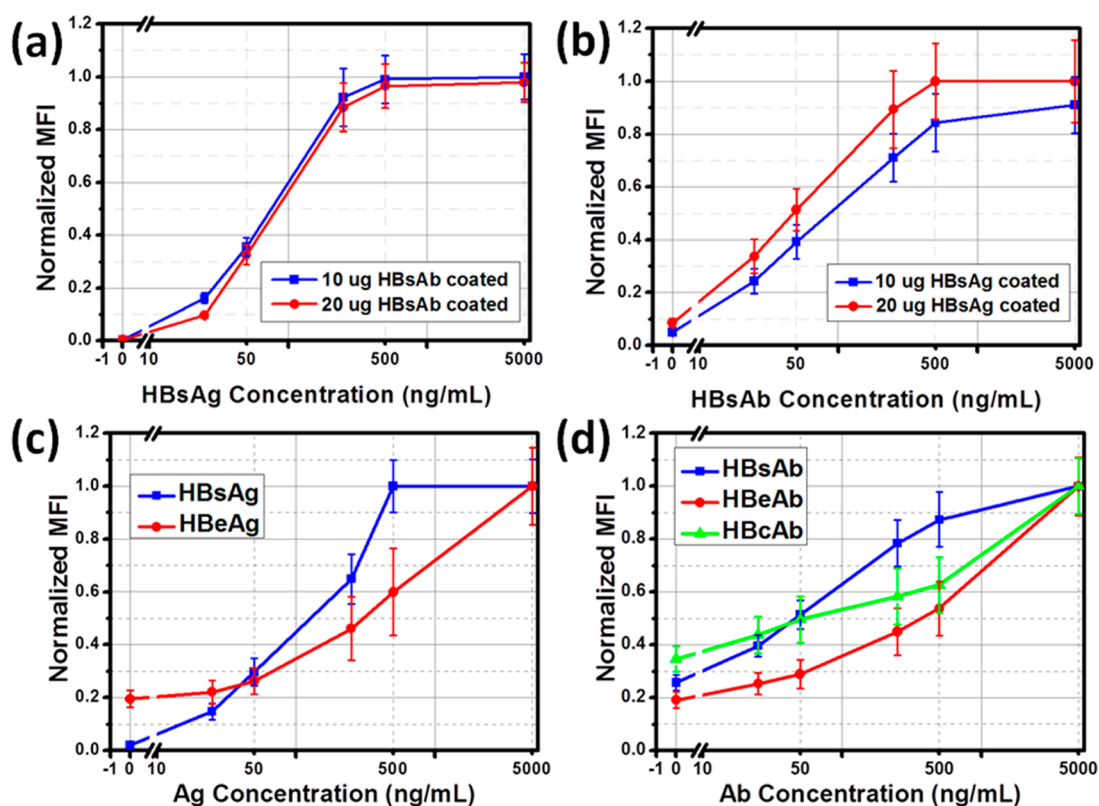 (a)
1.2
1.0
0.8
0.6
0.4
0.2
0.0
Normalized MFI
10 ug HBsAb coated
20 ug HBsAb coated
-1 0 10 50 500 5000
HBsAg Concentration (ng/mL)
(b)
1.2
1.0
0.8
0.6
0.4
0.2
0.0
Normalized MFI
10 ug HBsAg coated
20 ug HBsAg coated
-1 0 10 50 500 5000
HBsAb Concentration (ng/mL)
(c)
1.2
1.0
0.8
0.6
0.4
0.2
0.0
Normalized MFI
HBsAg
HBeAg
-1 0 10 50 500 5000
Ag Concentration (ng/mL)
(d)
1.2
1.0
0.8
0.6
0.4
0.2
0.0
Normalized MFI
HBsAb
HBeAb
HBcAb
-1 0 10 50 500 5000
Ab Concentration (ng/mL)